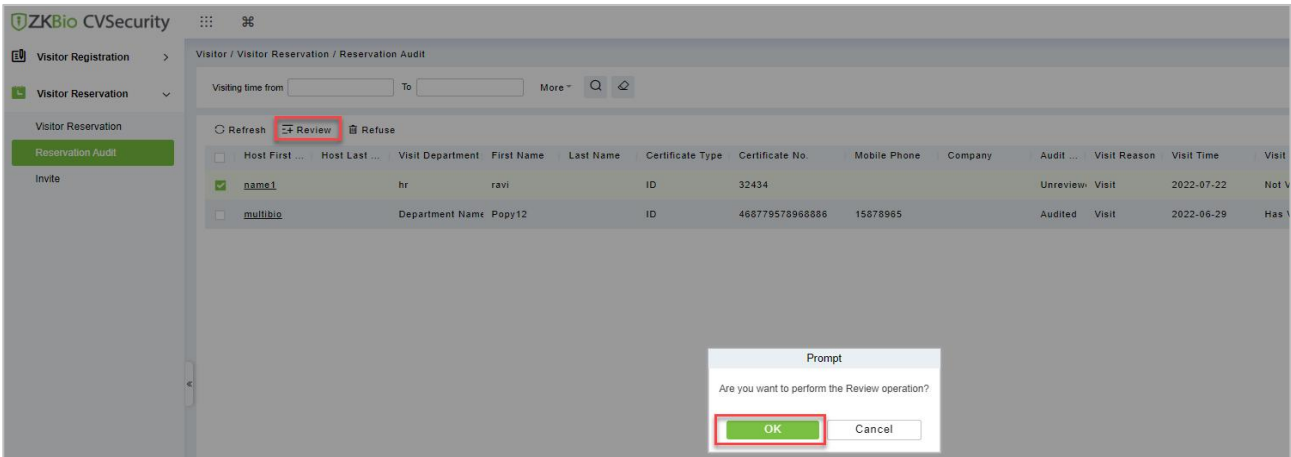 ZKBio CVSecurity
Visitor Registration
Visitor Reservation
Visitor Reservation
Reservation Audit
Invite
Visitor / Visitor Reservation / Reservation Audit
Visiting time from To More
Refresh Review Refuse
Host First ... Host Last ... Visit Department First Name Last Name Certificate Type Certificate No. Mobile Phone Company Audit ... Visit Reason Visit Time Visit
name1 hr ravi ID 32434 Unreview Visit 2022-07-22 Not V
multibio Department Name Popy12 ID 468779578968886 15878965 Audited Visit 2022-06-29 Has
Prompt
Are you want to perform the Review operation?
OK Cancel